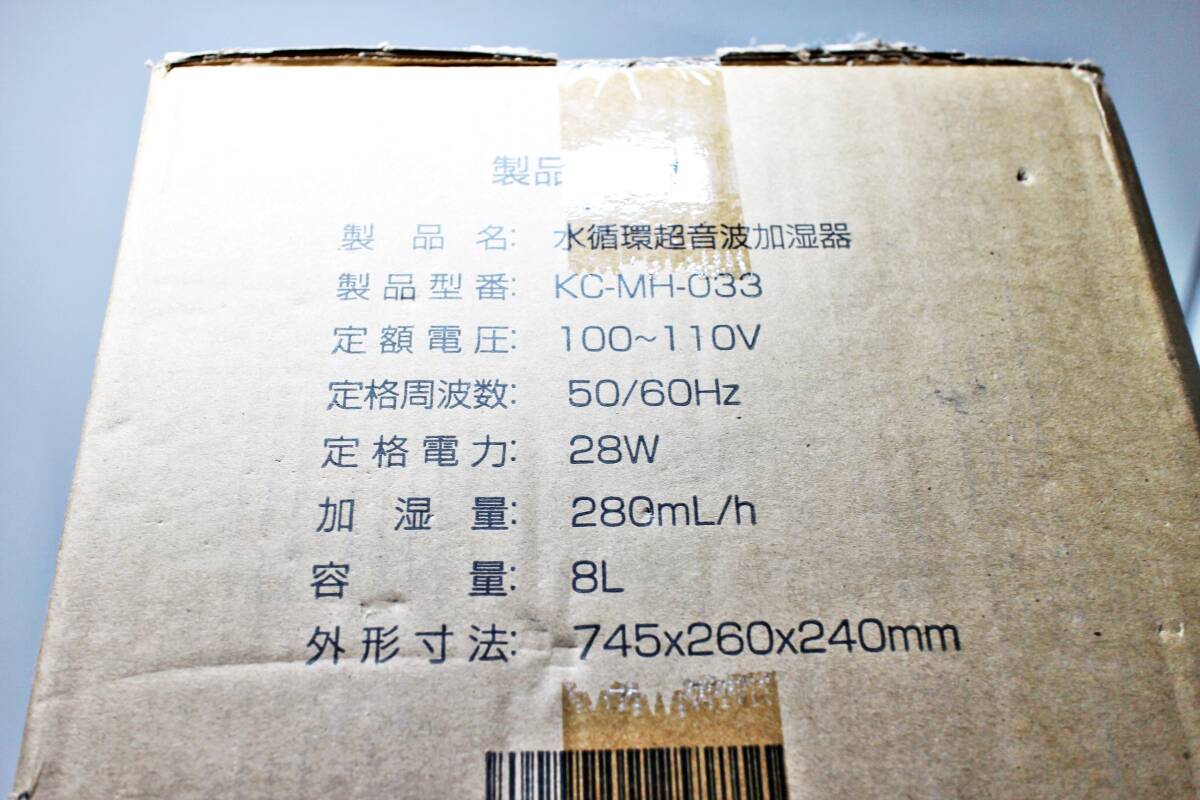 製品
製品名: 水循環超音波加湿器
製品型番: KC-MH-033
定額電圧: 100~110V
定格周波数: 50/60Hz
定格電力: 28W
加湿量: 280mL/h
容量: 8L
外形寸法: 745x260x240mm